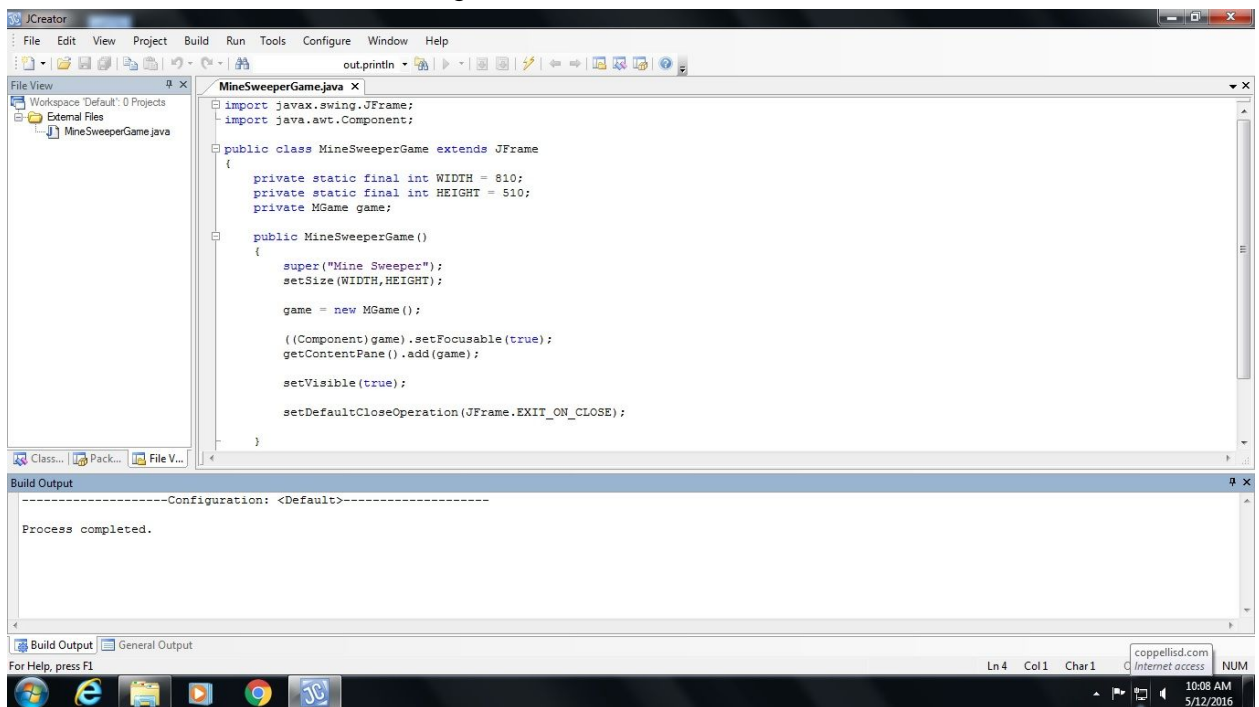 JCreator
File Edit View Project Build Run Tools Configure Window Help
out.println
File View
MineSweeperGame.java
Workspace 'Default': 0 Projects
External Files
MineSweeperGame.java
import javax.swing.JFrame;
import java.awt.Component;
public class MineSweeperGame extends JFrame
{
private static final int WIDTH = 810;
private static final int HEIGHT = 510;
private MGame game;
public MineSweeperGame()
{
super("Mine Sweeper");
setSize(WIDTH,HEIGHT);
game = new MGame();
((Component)game).setFocusable(true);
getContentPane().add(game);
setVisible(true);
setDefaultCloseOperation(JFrame.EXIT_ON_CLOSE);
}
Class... Pack... File V...
Build Output
--------------------Configuration: <Default>--------------------
Process completed.
Build Output General Output
coppellisd.com
For Help, press F1 Ln 4 Col 1 Char 1 Internet access NUM
10:08 AM
5/12/2016